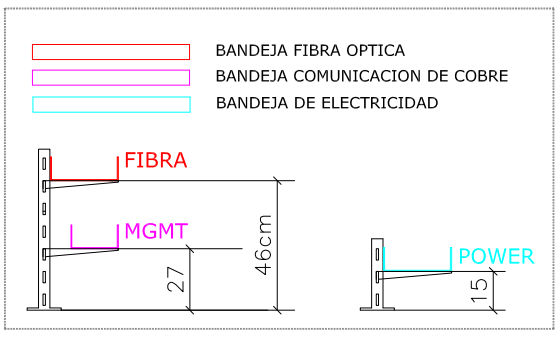 BANDEJA FIBRA OPTICA
BANDEJA COMUNICACION DE COBRE
BANDEJA DE ELECTRICIDAD
FIBRA
MGMT
46cm
27
POWER
15